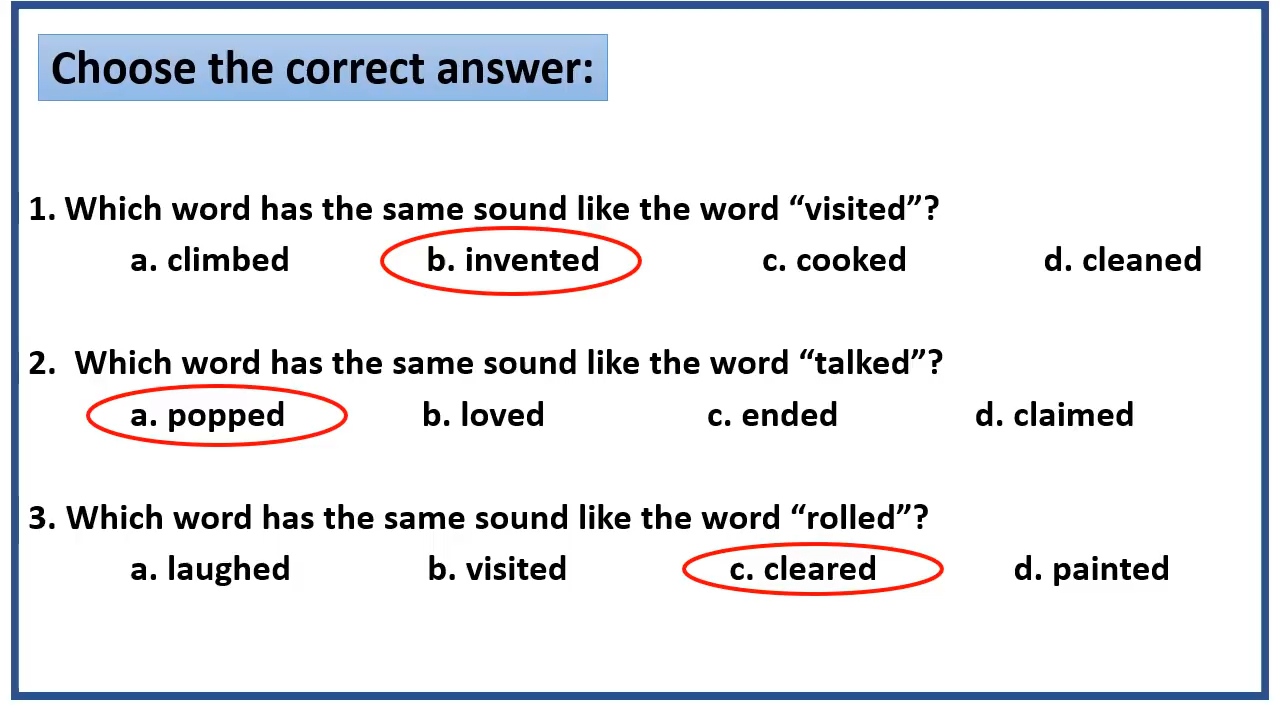 Choose the correct answer:
1. Which word has the same sound like the word “visited”?
a. climbed b. invented c. cooked d. cleaned
2. Which word has the same sound like the word “talked”?
a. popped b. loved c. ended d. claimed
3. Which word has the same sound like the word “rolled”?
a. laughed b. visited c. cleared d. painted